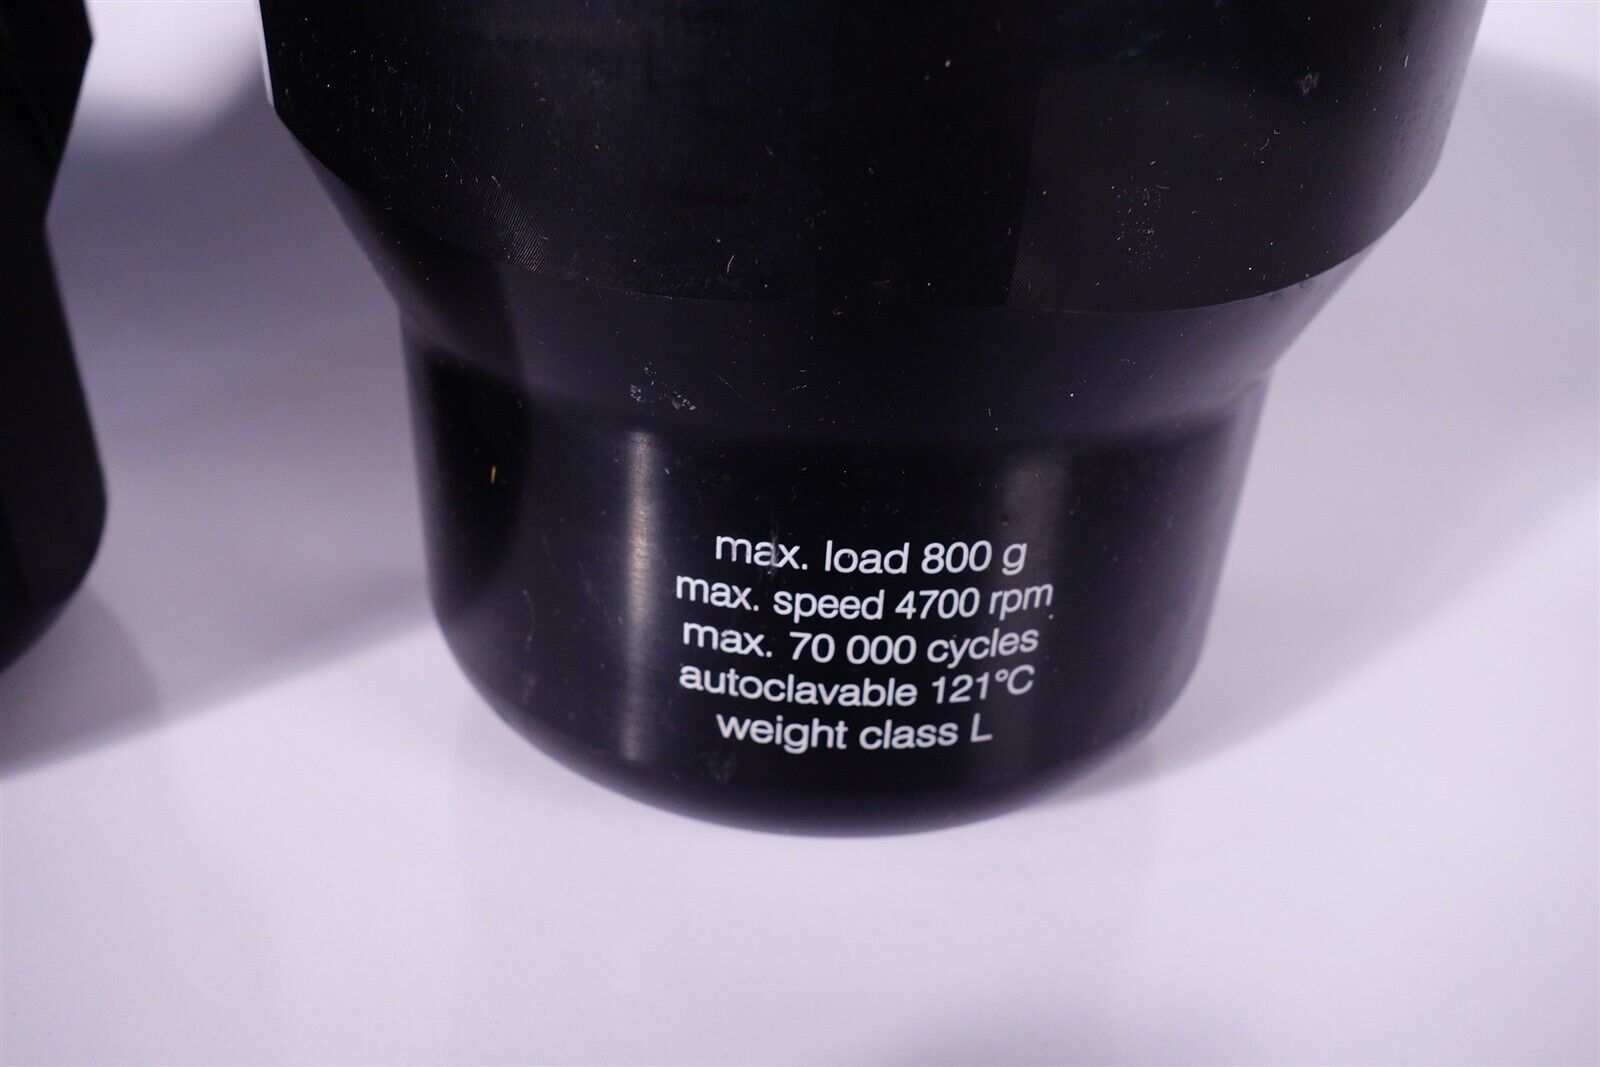 max. load 800 g
max. speed 4700 rpm
max. 70 000 cycles
autoclavable 121°C
weight class L